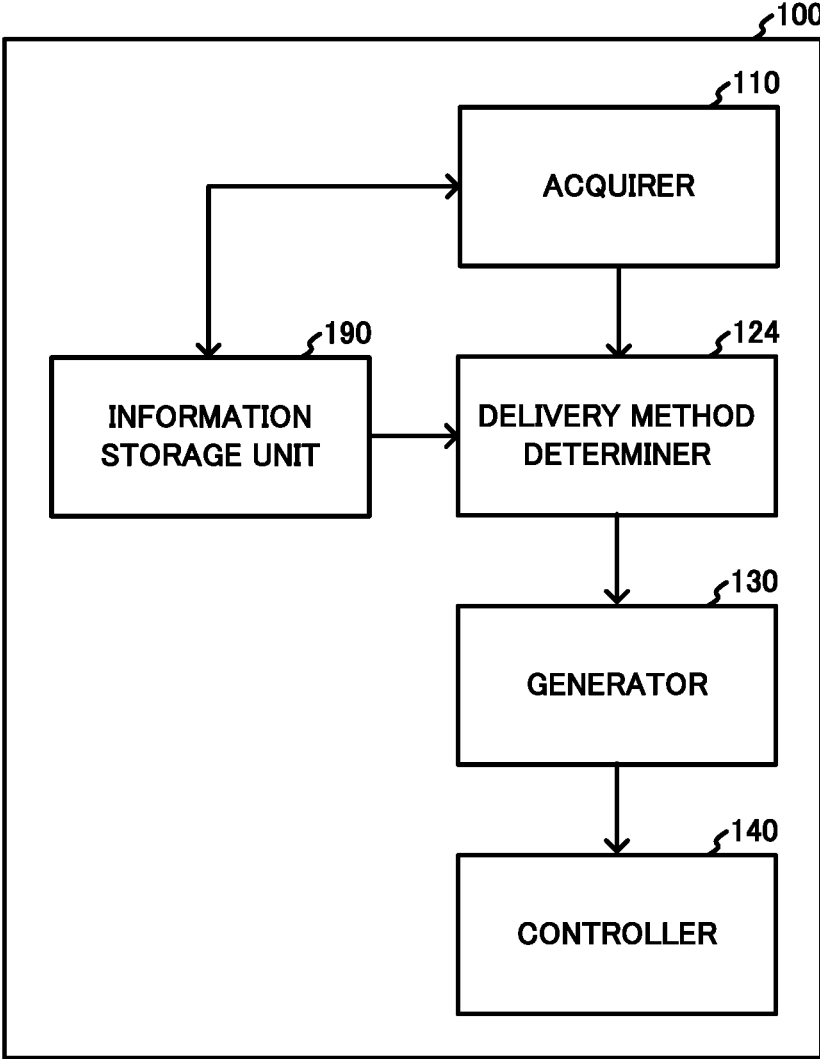 100
110
ACQUIRER
190
INFORMATION
STORAGE UNIT
124
DELIVERY METHOD
DETERMINER
130
GENERATOR
140
CONTROLLER